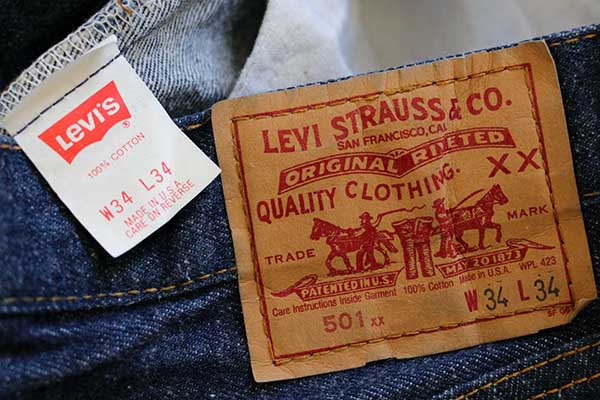 LEVI'S ®
100% COTTON
W34 L34
MADE IN U.S.A.
CARE ON REVERSE
LEVI STRAUSS & CO.
SAN FRANCISCO, CAL
ORIGINAL RIVETED
QUALITY CLOTHING. XX
TRADE MARK
PATENTED IN U.S. MAY 20 1873
Care Instructions Inside Garment 100% Cotton Made in U.S.A. WPL 423
501 XX W 34 L 34